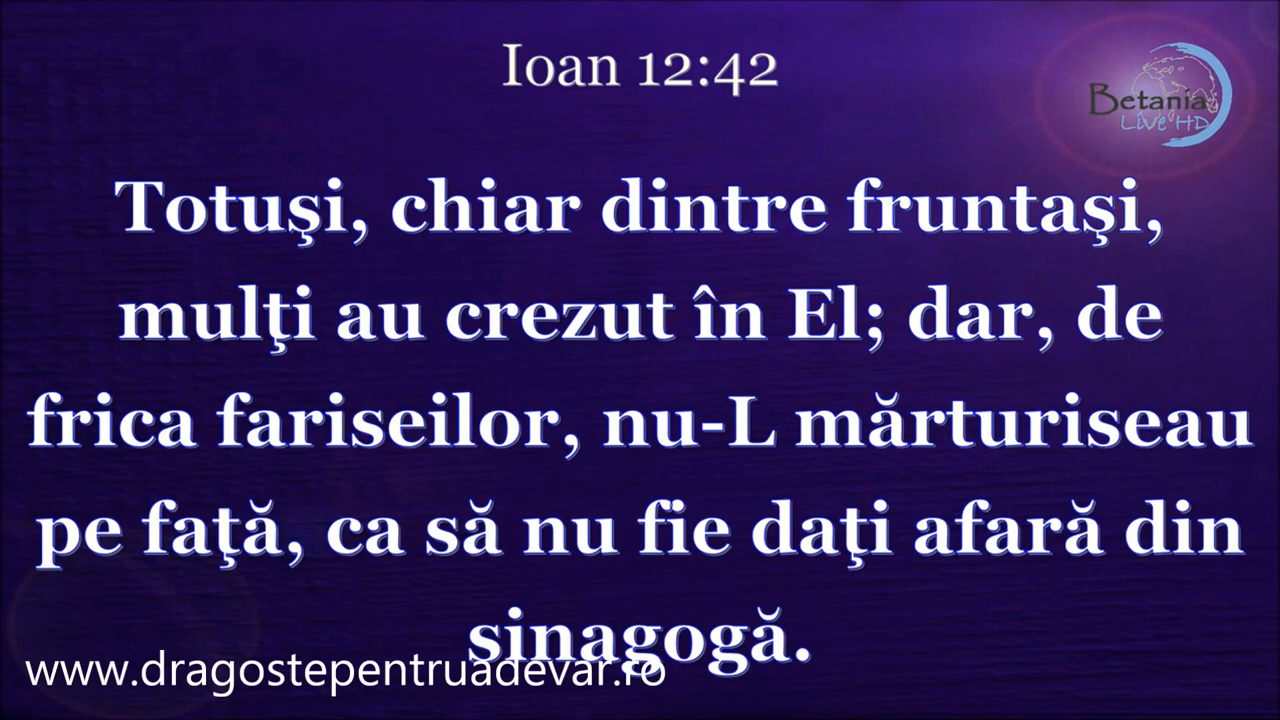 Ioan 12:42
Betania
Live HD
Totuşi, chiar dintre fruntaşi,
mulţi au crezut în El; dar, de
frica fariseilor, nu-L mărturiseau
pe faţă, ca să nu fie daţi afară din
sinagogă.
www.dragostepentruadevar.ro